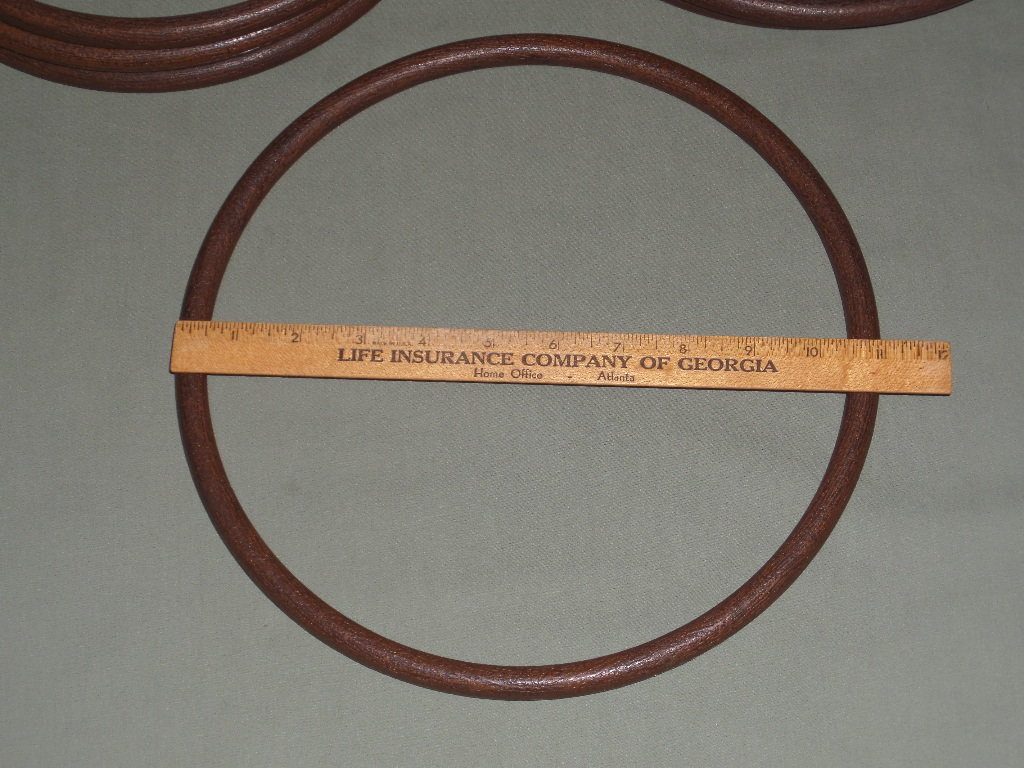 1 2 3 4 5 6 7 8 9 10 11 12
LIFE INSURANCE COMPANY OF GEORGIA
Home Office - Atlanta